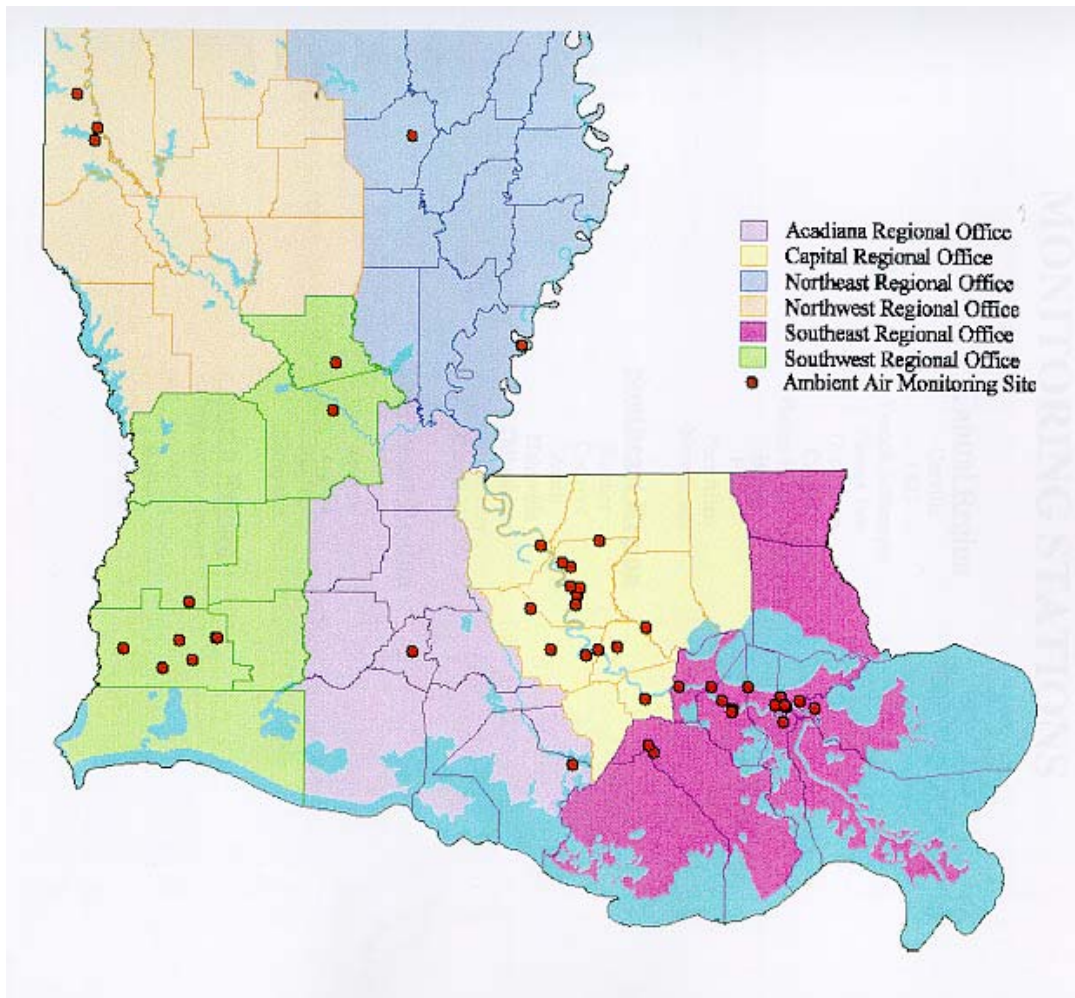 Acadiana Regional Office
Capital Regional Office
Northeast Regional Office
Northwest Regional Office
Southeast Regional Office
Southwest Regional Office
Ambient Air Monitoring Site
MONITORING STATIONS